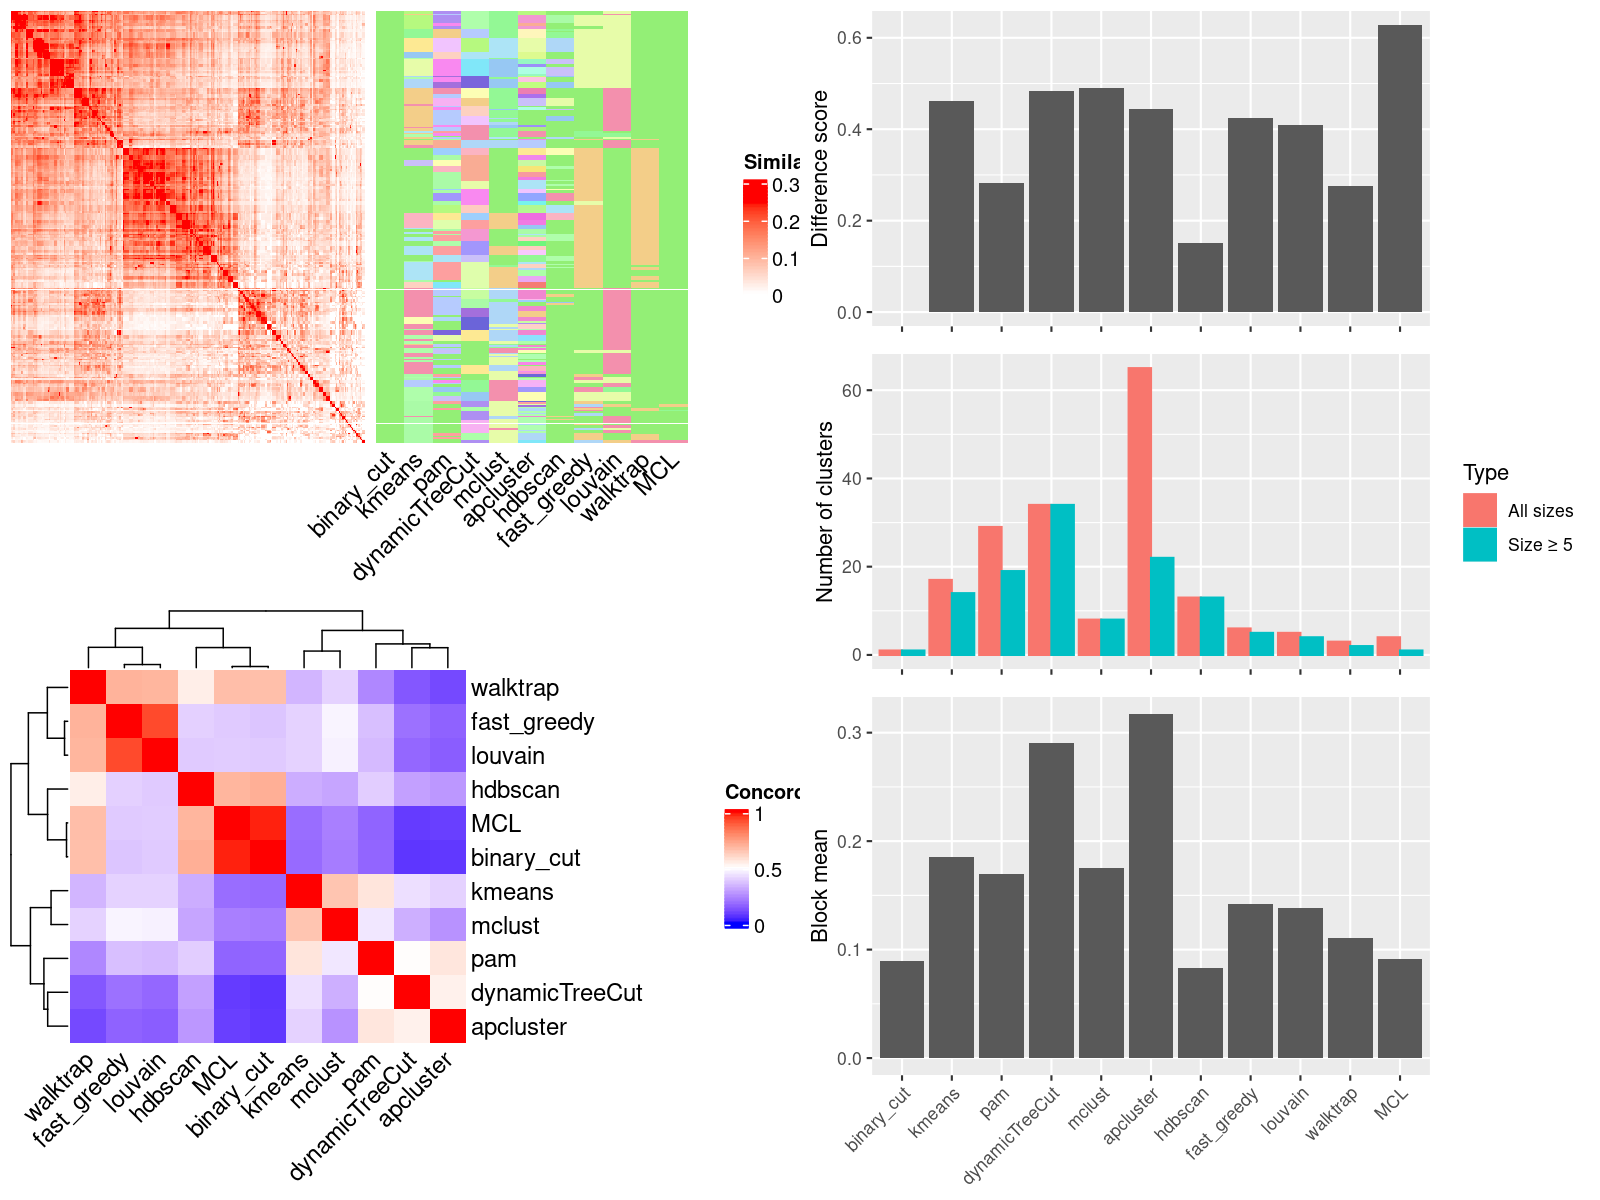 Simila
0.3
0.2
0.1
0
binary_cut
kmeans
pam
dynamicTreeCut
mclust
apcluster
hdbscan
fast_greedy
louvain
walktrap
MCL
walktrap
fast_greedy
louvain
hdbscan
MCL
binary_cut
kmeans
mclust
pam
dynamicTreeCut
apcluster
Concord
1
0.5
0
walktrap
fast_greedy
louvain
hdbscan
MCL
binary_cut
kmeans
mclust
pam
dynamicTreeCut
apcluster
Difference score
0.6
0.4
0.2
0.0
Number of clusters
60
40
20
0
Type
All sizes
Size ≥ 5
Block mean
0.3
0.2
0.1
0.0
binary_cut
kmeans
pam
dynamicTreeCut
mclust
apcluster
hdbscan
fast_greedy
louvain
walktrap
MCL